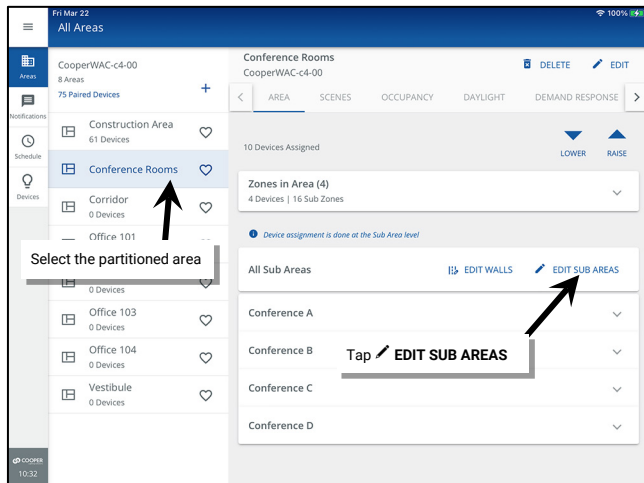 Fri Mar 22
100%
All Areas
Areas
Notifications
Schedule
Devices
COOPER
10:32
CooperWAC-c4-00
8 Areas
75 Paired Devices
+
Construction Area
61 Devices
Conference Rooms
Corridor
0 Devices
Office 101
Select the partitioned area
0 Devices
Office 103
0 Devices
Office 104
0 Devices
Vestibule
0 Devices
Conference Rooms
CooperWAC-c4-00
DELETE
EDIT
AREA SCENES OCCUPANCY DAYLIGHT DEMAND RESPONSE
10 Devices Assigned
LOWER RAISE
Zones in Area (4)
4 Devices | 16 Sub Zones
Device assignment is done at the Sub Area level
All Sub Areas
EDIT WALLS
EDIT SUB AREAS
Conference A
Conference B
Tap EDIT SUB AREAS
Conference C
Conference D